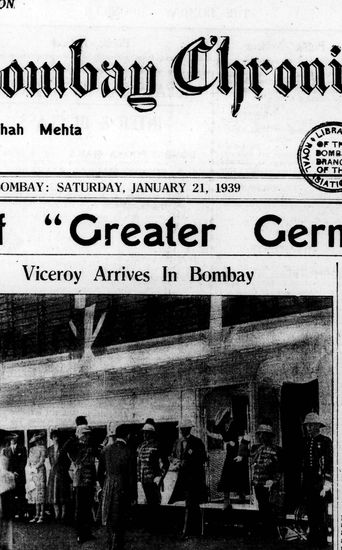 ON
ombay Chroni
hah Mehta
LIBRA
OF TH
BOMB
BRANC
OF TH
ROYAL
OMBAY: SATURDAY, JANUARY 21, 1939
f "Greater Germ
Viceroy Arrives In Bombay